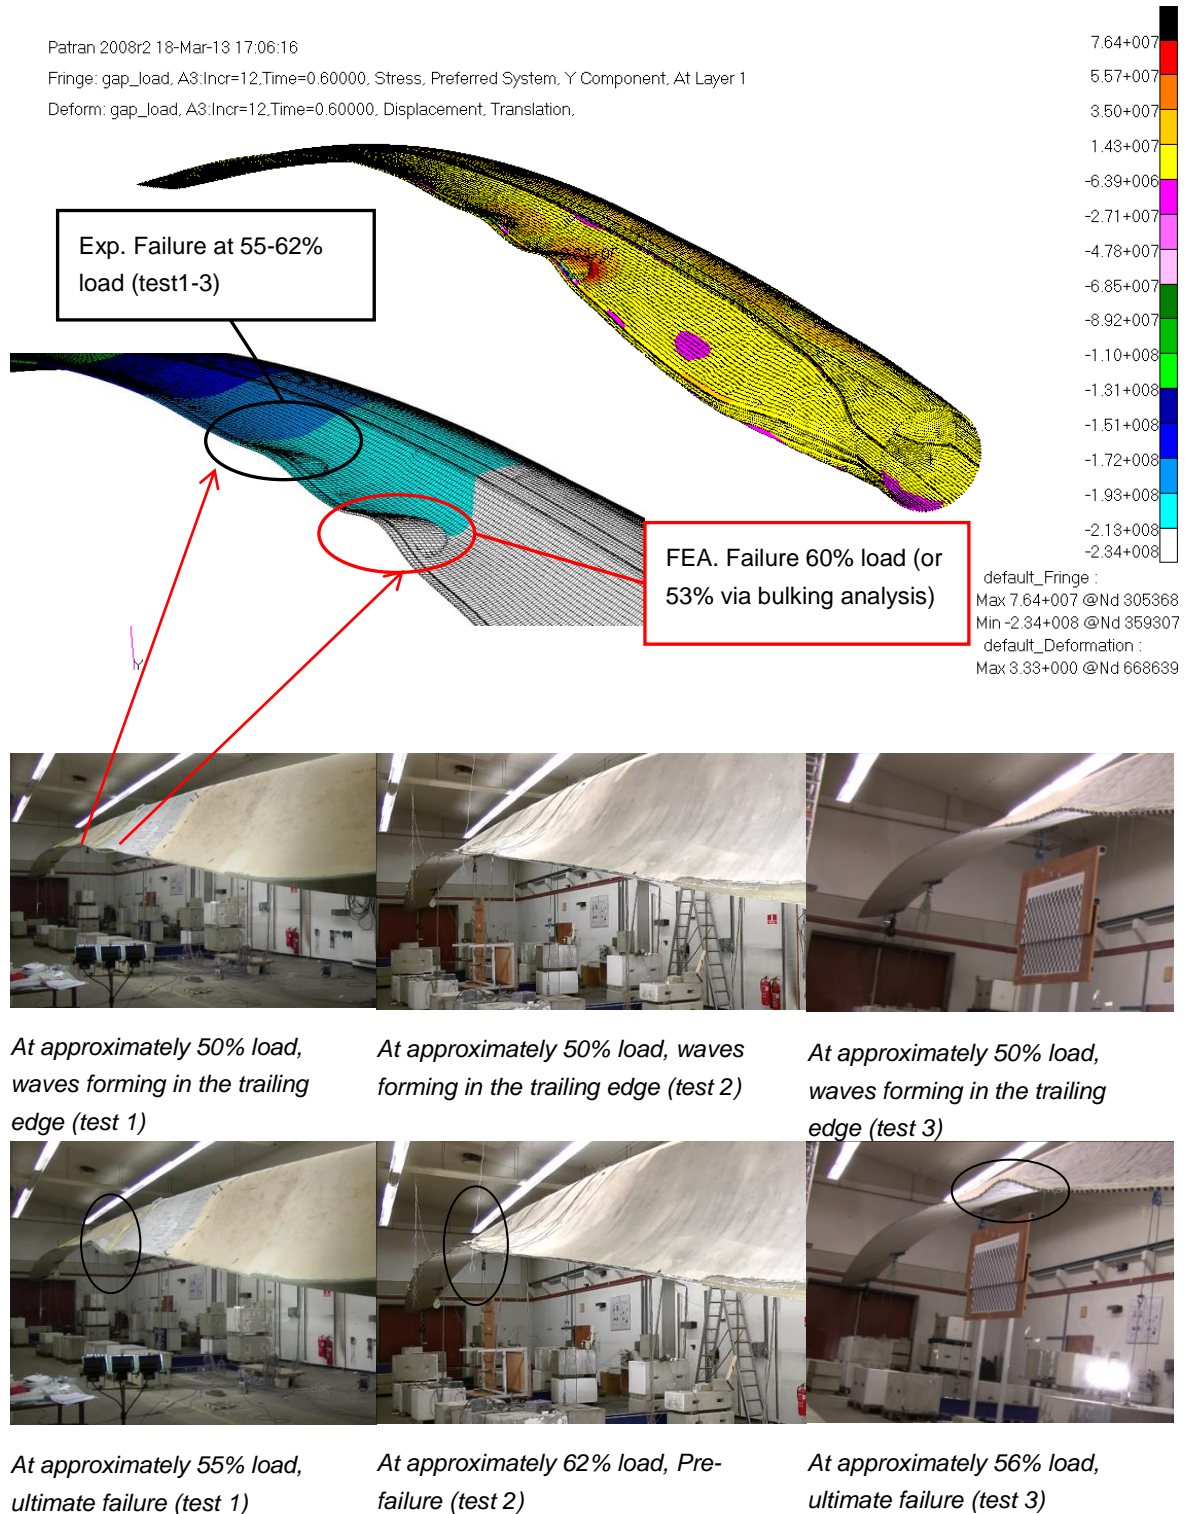 Patran 2008r2 18-Mar-13 17:06:16
Fringe: gap_load, A3:Incr=12,Time=0.60000, Stress, Preferred System, Y Component, At Layer 1
Deform: gap_load, A3:Incr=12,Time=0.60000, Displacement, Translation,
7.64+007
5.57+007
3.50+007
1.43+007
-6.39+006
-2.71+007
-4.78+007
-6.85+007
-8.92+007
-1.10+008
-1.31+008
-1.51+008
-1.72+008
-1.93+008
-2.13+008
-2.34+008
default_Fringe :
Max 7.64+007 @Nd 305368
Min -2.34+008 @Nd 359307
default_Deformation :
Max 3.33+000 @Nd 668639
Exp. Failure at 55-62%
load (test1-3)
FEA. Failure 60% load (or
53% via bulking analysis)
Y
At approximately 50% load,
waves forming in the trailing
edge (test 1)
At approximately 50% load, waves
forming in the trailing edge (test 2)
At approximately 50% load,
waves forming in the trailing
edge (test 3)
At approximately 55% load,
ultimate failure (test 1)
At approximately 62% load, Pre-
failure (test 2)
At approximately 56% load,
ultimate failure (test 3)